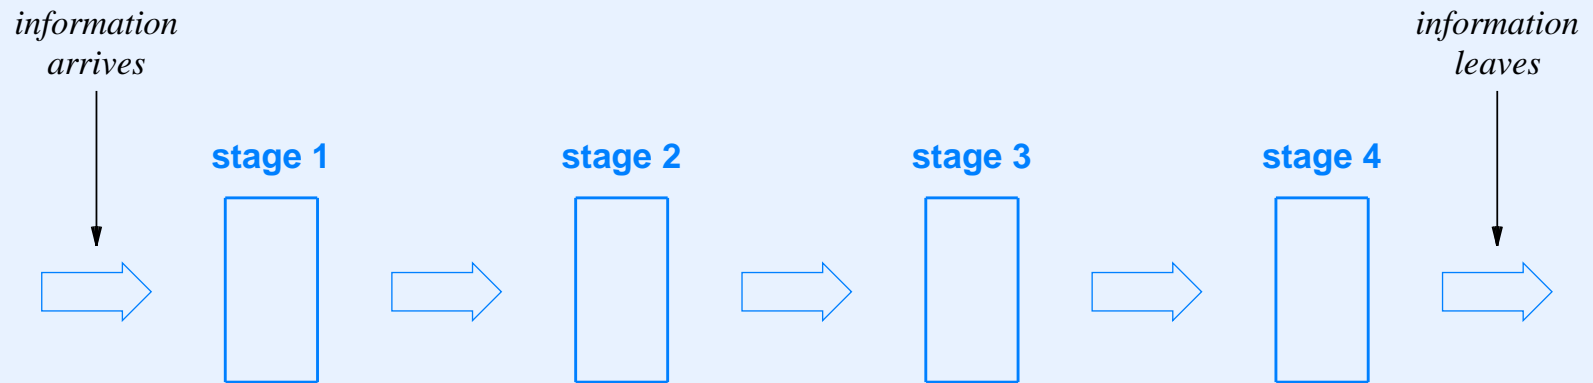 information
arrives
information
leaves
stage 1
stage 2
stage 3
stage 4